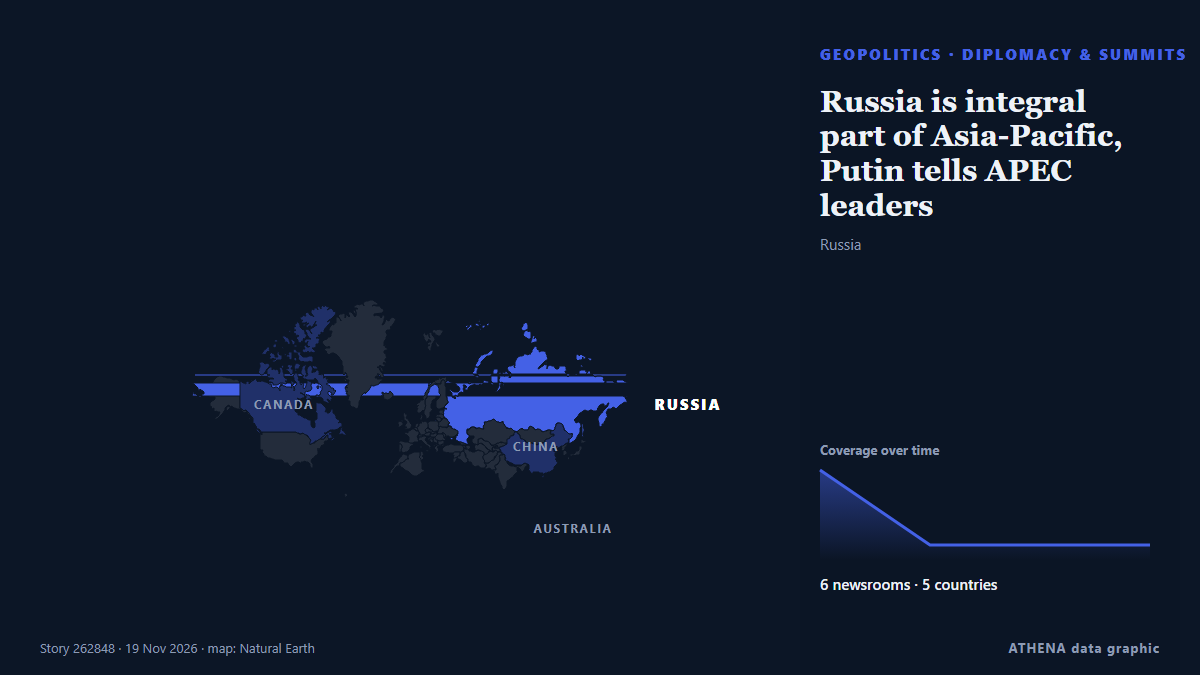 GEOPOLITICS · DIPLOMACY & SUMMITS
Russia is integral
part of Asia-Pacific,
Putin tells APEC
leaders
Russia
CANADA
RUSSIA
CHINA
AUSTRALIA
Coverage over time
6 newsrooms · 5 countries
Story 262848 · 19 Nov 2026 · map: Natural Earth
ATHENA data graphic